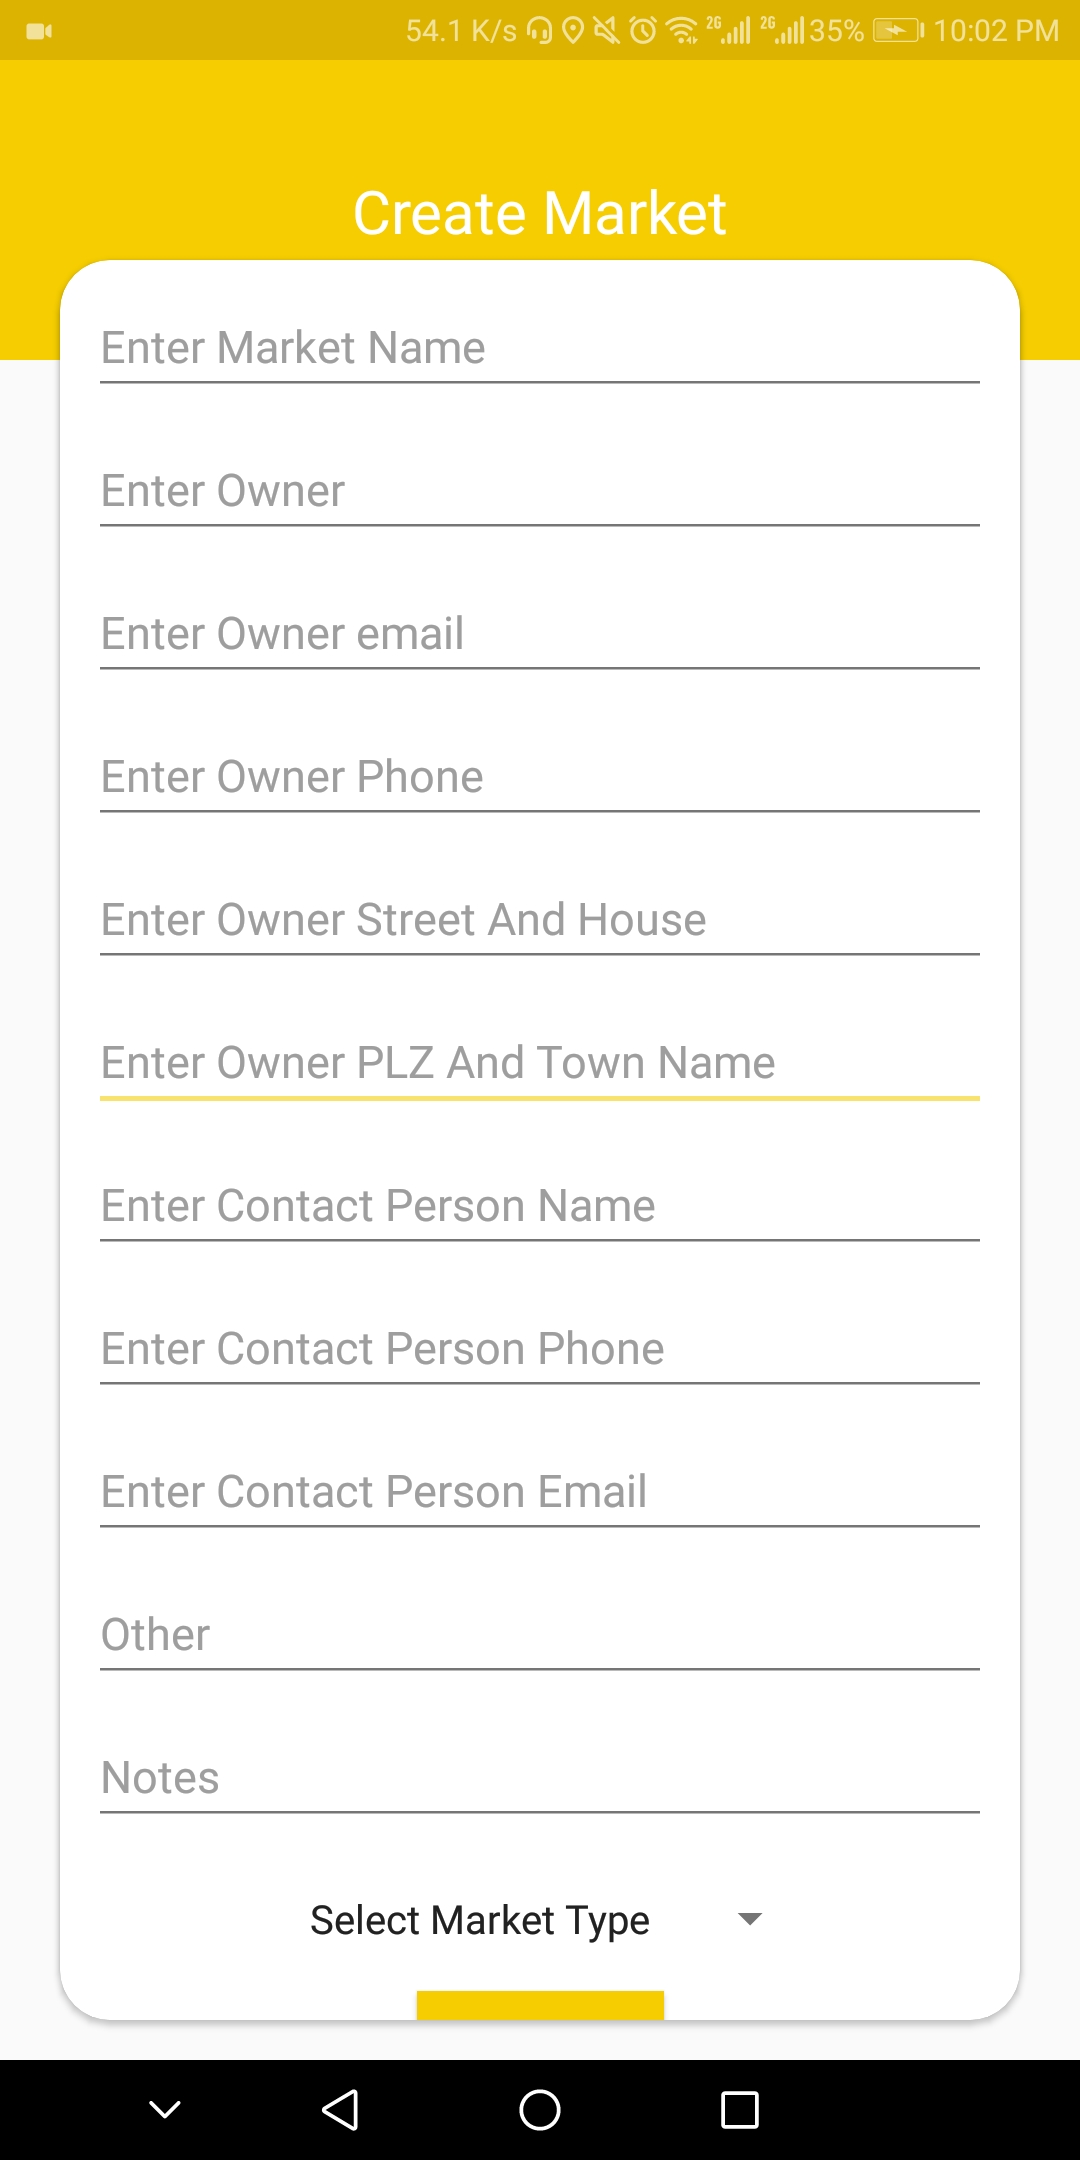 54.1 K/s 2G 2G 35% 10:02 PM
Create Market
Enter Market Name
Enter Owner
Enter Owner email
Enter Owner Phone
Enter Owner Street And House
Enter Owner PLZ And Town Name
Enter Contact Person Name
Enter Contact Person Phone
Enter Contact Person Email
Other
Notes
Select Market Type